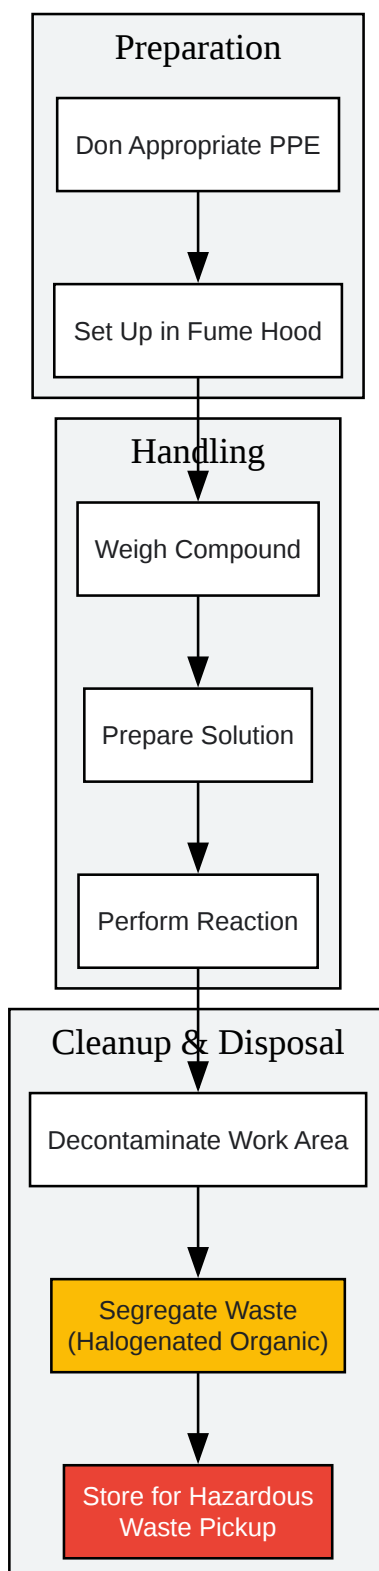 Preparation
Don Appropriate PPE
Set Up in Fume Hood
Handling
Weigh Compound
Prepare Solution
Perform Reaction
Cleanup & Disposal
Decontaminate Work Area
Segregate Waste
(Halogenated Organic)
Store for Hazardous
Waste Pickup